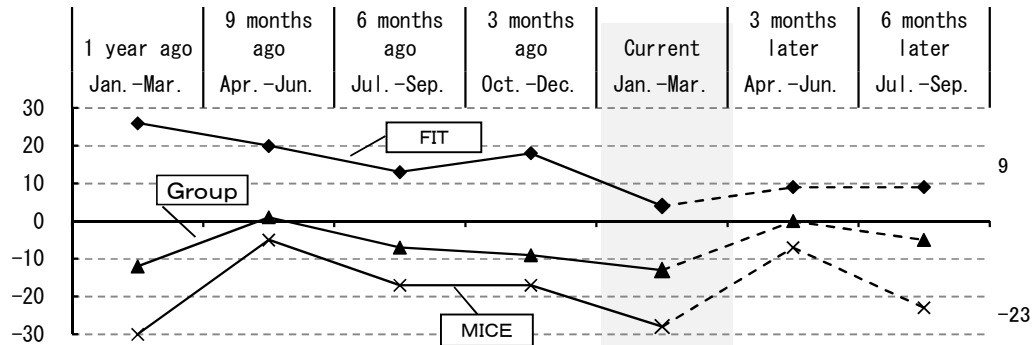 1 year ago
Jan.-Mar.
9 months
ago
Apr.-Jun.
6 months
ago
Jul.-Sep.
3 months
ago
Oct.-Dec.
Current
Jan.-Mar.
3 months
later
Apr.-Jun.
6 months
later
Jul.-Sep.
30
20
10
0
-10
-20
-30
FIT
Group
MICE
9
-23